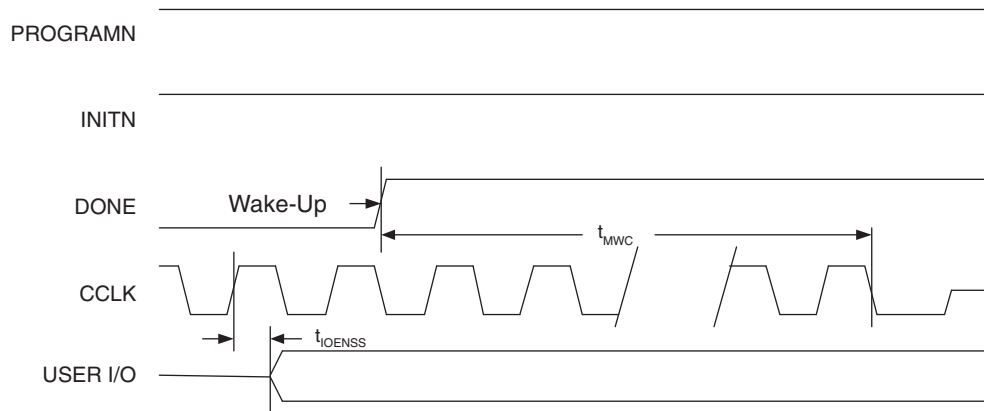 PROGRAMN
INITN
DONE
Wake-Up
tMWC
CCLK
tIOENSS
USER I/O